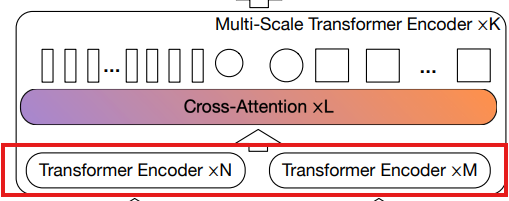 Multi-Scale Transformer Encoder ×K
...
...
Cross-Attention ×L
Transformer Encoder ×N
Transformer Encoder ×M